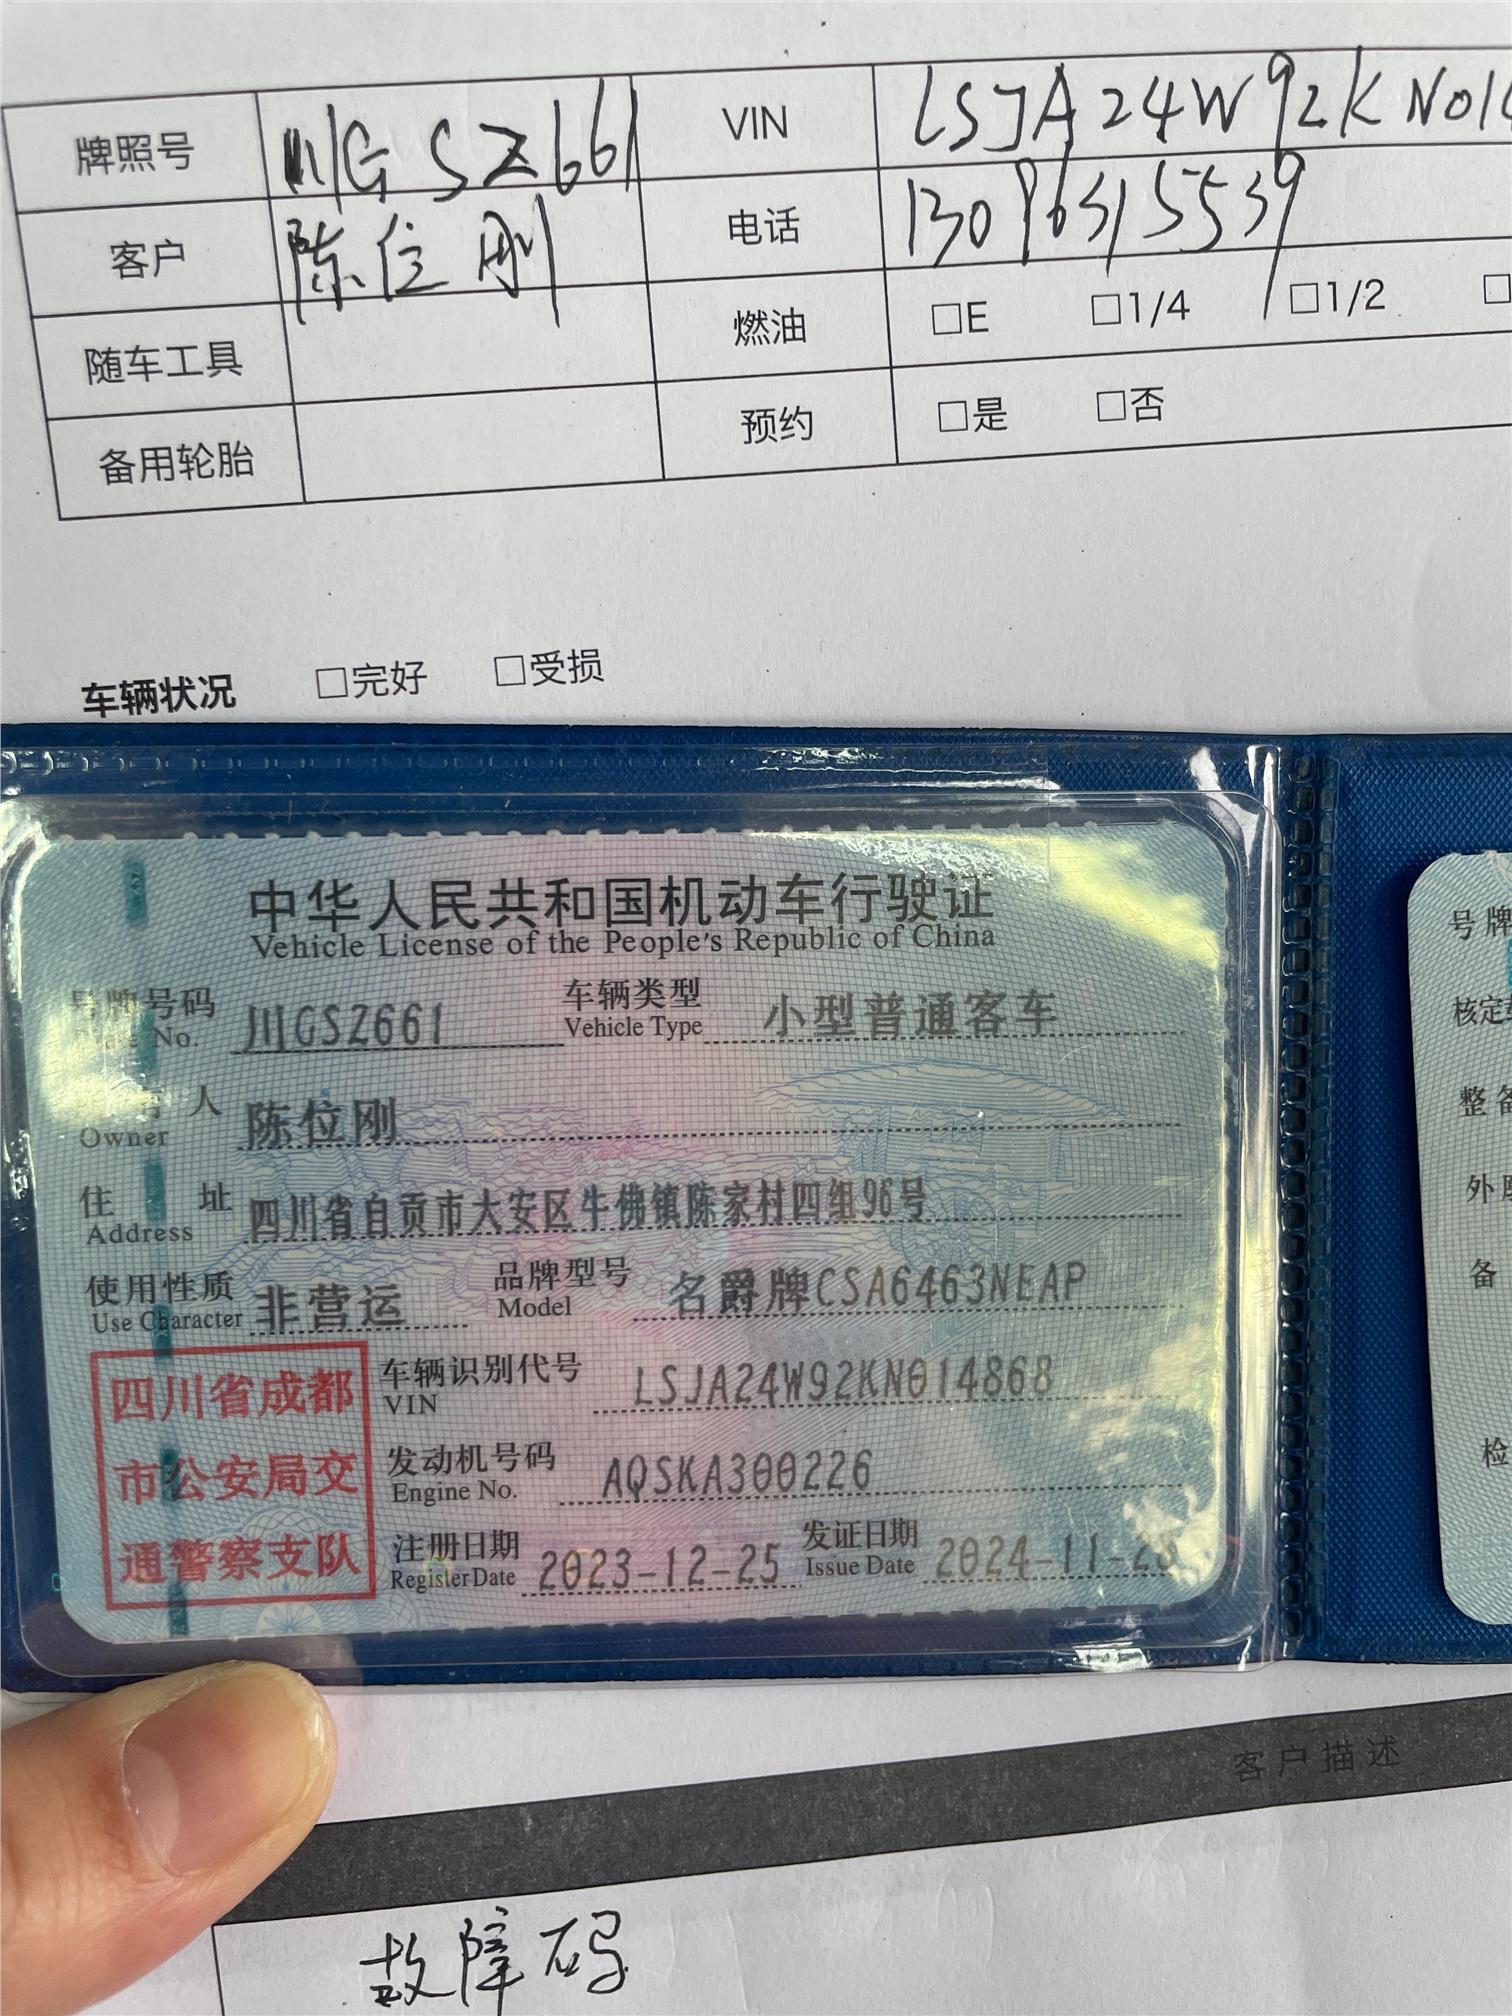 牌照号 川G SZ661 VIN LSJA24W92KN01
客户 陈位刚 电话 13096315539
随车工具 燃油 □E □1/4 □1/2 □
备用轮胎 预约 □是 □否
车辆状况 □完好 □受损
中华人民共和国机动车行驶证
Vehicle License of the People's Republic of China
号牌号码 川GSZ661 车辆类型 小型普通客车
Plate No. Vehicle Type
人 陈位刚
Owner
住址 四川省自贡市大安区牛佛镇陈家村四组96号
Address
使用性质 非营运 品牌型号 名爵牌CSA6463NEAP
Use Character Model
四川省成都
市公安局交
通警察支队
车辆识别代号 LSJA24W92KN014868
VIN
发动机号码 AQSKA300226
Engine No.
注册日期 2023-12-25 发证日期 2024-11-28
Register Date Issue Date
号牌
核定
整备
外
备
检
客户描述
故障码